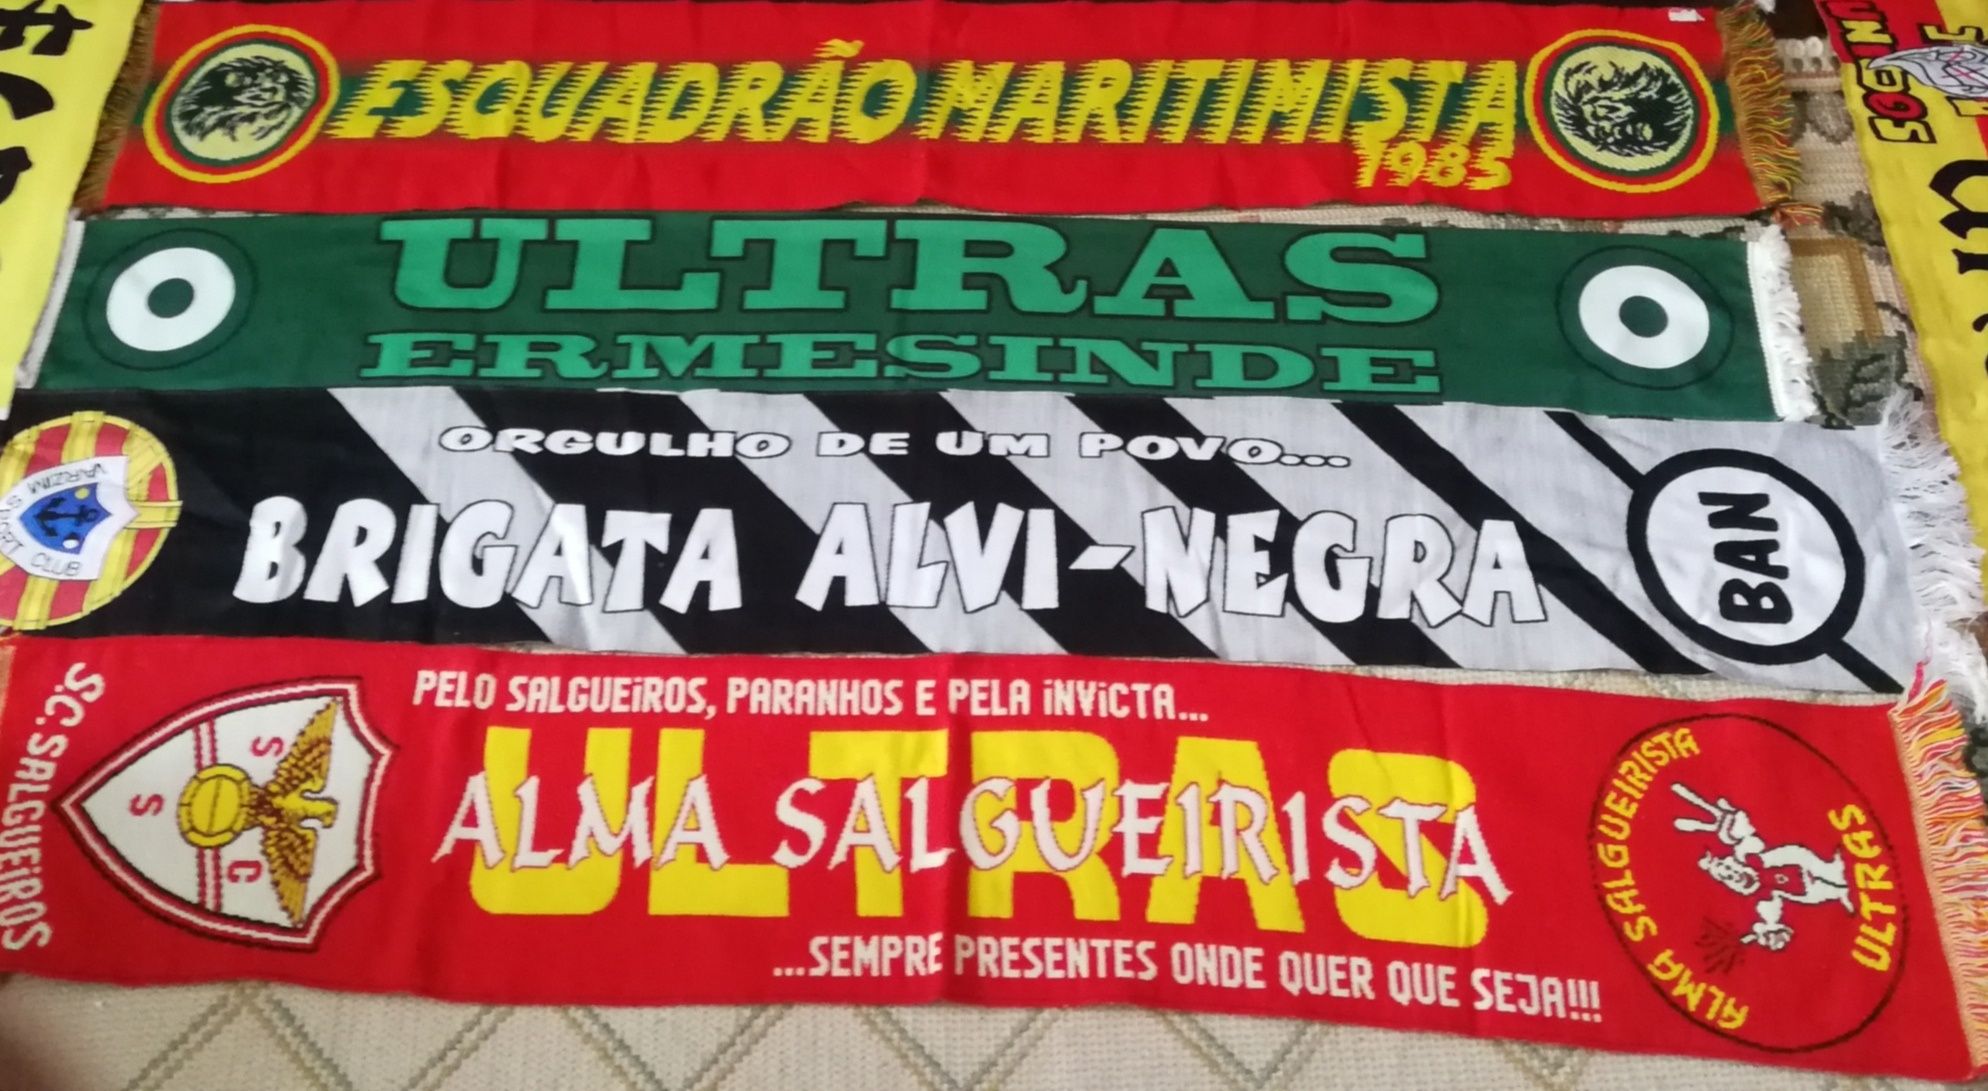 ESQUADRÃO MARITIMISTA
1985
ULTRAS
ERMESINDE
ORGULHO DE UM POVO...
BRIGATA ALVI-NEGRA
VARZIM SPORT CLUB
BAN
S.C. SALGUEIROS
S S C
PELO SALGUEIROS, PARANHOS E PELA INVICTA...
ULTRAS
ALMA SALGUEIRISTA
...SEMPRE PRESENTES ONDE QUER QUE SEJA!!!
ALMA SALGUEIRISTA
ULTRAS